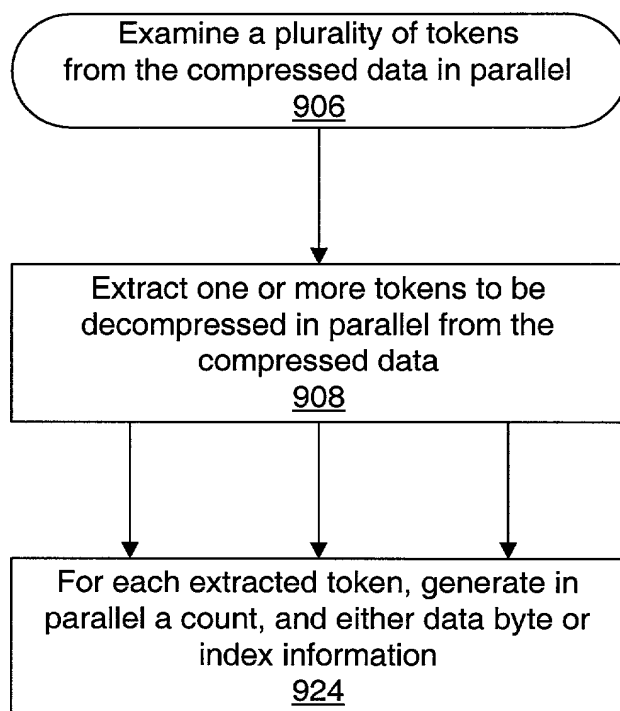 Examine a plurality of tokens
from the compressed data in parallel
906
Extract one or more tokens to be
decompressed in parallel from the
compressed data
908
For each extracted token, generate in
parallel a count, and either data byte or
index information
924